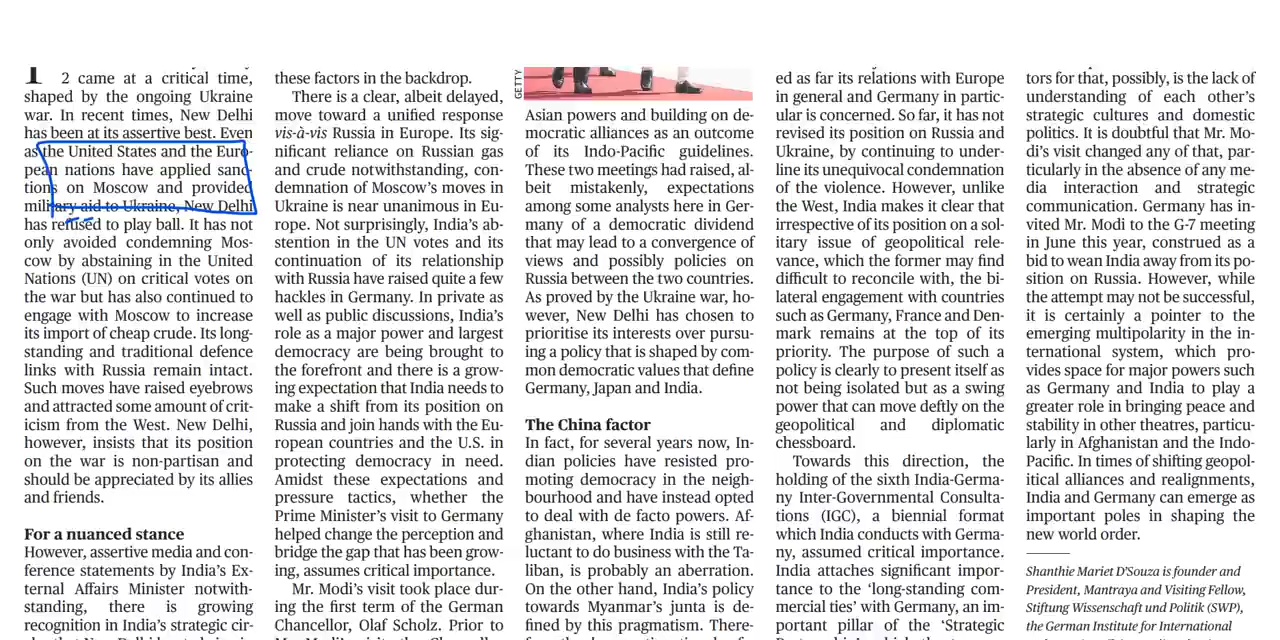 2 came at a critical time,
shaped by the ongoing Ukraine
war. In recent times, New Delhi
has been at its assertive best. Even
as the United States and the Euro-
pean nations have applied sanc-
tions on Moscow and provided
military aid to Ukraine, New Delhi
has refused to play ball. It has not
only avoided condemning Mos-
cow by abstaining in the United
Nations (UN) on critical votes on
the war but has also continued to
engage with Moscow to increase
its import of cheap crude. Its long-
standing and traditional defence
links with Russia remain intact.
Such moves have raised eyebrows
and attracted some amount of crit-
icism from the West. New Delhi,
however, insists that its position
on the war is non-partisan and
should be appreciated by its allies
and friends.
For a nuanced stance
However, assertive media and con-
ference statements by India's Ex-
ternal Affairs Minister notwith-
standing, there is growing
recognition in India's strategic cir-
these factors in the backdrop.
There is a clear, albeit delayed,
move toward a unified response
vis-à-vis Russia in Europe. Its sig-
nificant reliance on Russian gas
and crude notwithstanding, con-
demnation of Moscow's moves in
Ukraine is near unanimous in Eu-
rope. Not surprisingly, India's ab-
stention in the UN votes and its
continuation of its relationship
with Russia have raised quite a few
hackles in Germany. In private as
well as public discussions, India's
role as a major power and largest
democracy are being brought to
the forefront and there is a grow-
ing expectation that India needs to
make a shift from its position on
Russia and join hands with the Eu-
ropean countries and the U.S. in
protecting democracy in need.
Amidst these expectations and
pressure tactics, whether the
Prime Minister's visit to Germany
helped change the perception and
bridge the gap that has been grow-
ing, assumes critical importance.
Mr. Modi's visit took place dur-
ing the first term of the German
Chancellor, Olaf Scholz. Prior to
GETTY
Asian powers and building on de-
mocratic alliances as an outcome
of its Indo-Pacific guidelines.
These two meetings had raised, al-
beit mistakenly, expectations
among some analysts here in Ger-
many of a democratic dividend
that may lead to a convergence of
views and possibly policies on
Russia between the two countries.
As proved by the Ukraine war, ho-
wever, New Delhi has chosen to
prioritise its interests over pursu-
ing a policy that is shaped by com-
mon democratic values that define
Germany, Japan and India.
The China factor
In fact, for several years now, In-
dian policies have resisted pro-
moting democracy in the neigh-
bourhood and have instead opted
to deal with de facto powers. Af-
ghanistan, where India is still re-
luctant to do business with the Ta-
liban, is probably an aberration.
On the other hand, India's policy
towards Myanmar's junta is de-
fined by this pragmatism. There-
ed as far its relations with Europe
in general and Germany in partic-
ular is concerned. So far, it has not
revised its position on Russia and
Ukraine, by continuing to under-
line its unequivocal condemnation
of the violence. However, unlike
the West, India makes it clear that
irrespective of its position on a sol-
itary issue of geopolitical rele-
vance, which the former may find
difficult to reconcile with, the bi-
lateral engagement with countries
such as Germany, France and Den-
mark remains at the top of its
priority. The purpose of such a
policy is clearly to present itself as
not being isolated but as a swing
power that can move deftly on the
geopolitical and diplomatic
chessboard.
Towards this direction, the
holding of the sixth India-Germa-
ny Inter-Governmental Consulta-
tions (IGC), a biennial format
which India conducts with Germa-
ny, assumed critical importance.
India attaches significant impor-
tance to the 'long-standing com-
mercial ties' with Germany, an im-
portant pillar of the 'Strategic
tors for that, possibly, is the lack of
understanding of each other's
strategic cultures and domestic
politics. It is doubtful that Mr. Mo-
di's visit changed any of that, par-
ticularly in the absence of any me-
dia interaction and strategic
communication. Germany has in-
vited Mr. Modi to the G-7 meeting
in June this year, construed as a
bid to wean India away from its po-
sition on Russia. However, while
the attempt may not be successful,
it is certainly a pointer to the
emerging multipolarity in the in-
ternational system, which pro-
vides space for major powers such
as Germany and India to play a
greater role in bringing peace and
stability in other theatres, particu-
larly in Afghanistan and the Indo-
Pacific. In times of shifting geopol-
itical alliances and realignments,
India and Germany can emerge as
important poles in shaping the
new world order.
Shanthie Mariet D'Souza is founder and
President, Mantraya and Visiting Fellow,
Stiftung Wissenschaft und Politik (SWP),
the German Institute for International